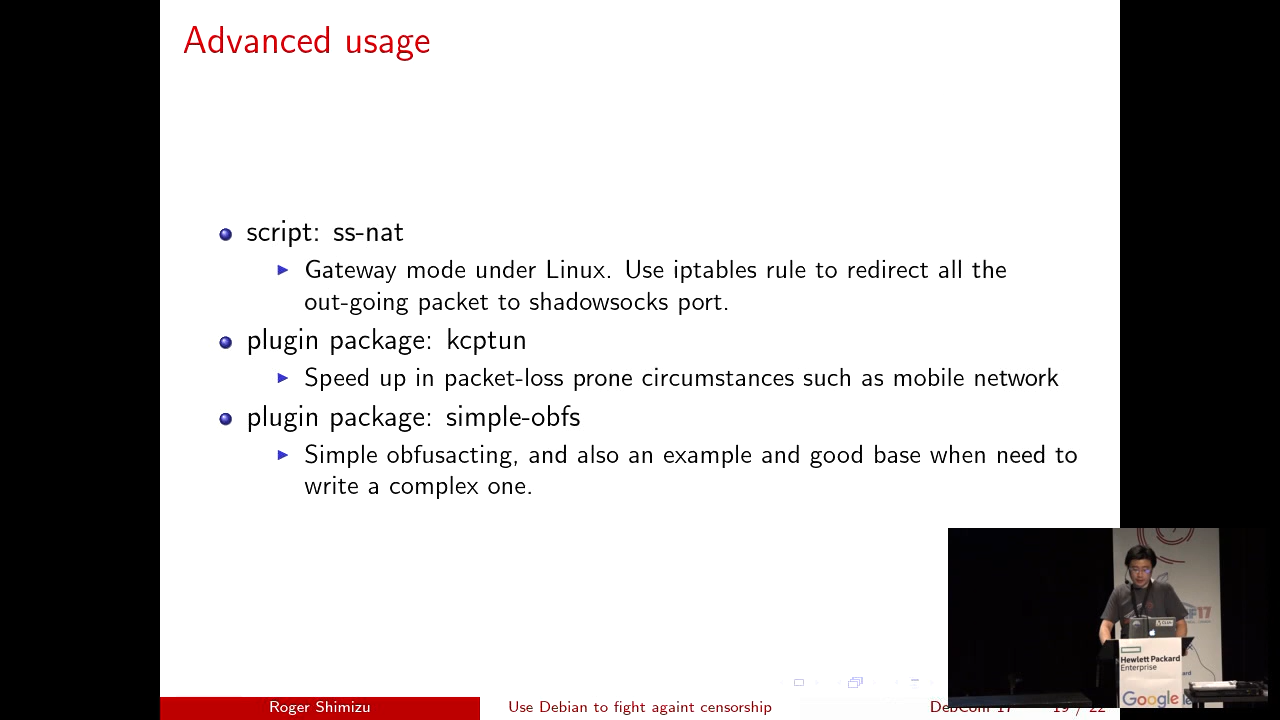 Advanced usage
script: ss-nat
Gateway mode under Linux. Use iptables rule to redirect all the
out-going packet to shadowsocks port.
plugin package: kcptun
Speed up in packet-loss prone circumstances such as mobile network
plugin package: simple-obfs
Simple obfusacting, and also an example and good base when need to
write a complex one.
F17
Hewlett Packard
Enterprise
Google
Roger Shimizu
Use Debian to fight againt censorship
DebConf 17
19 / 22